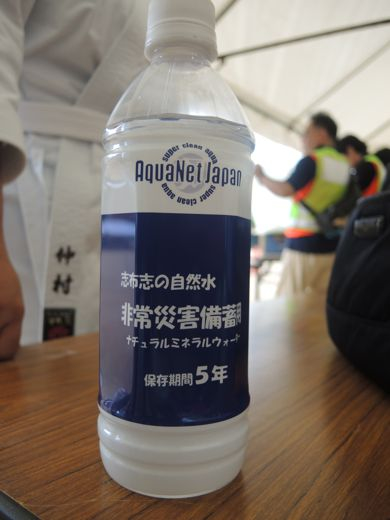 super clean aqua
AquaNet Japan
super clean aqua
志布志の自然水
非常災害備蓄用
ナチュラルミネラルウォー
保存期間5年
仲村